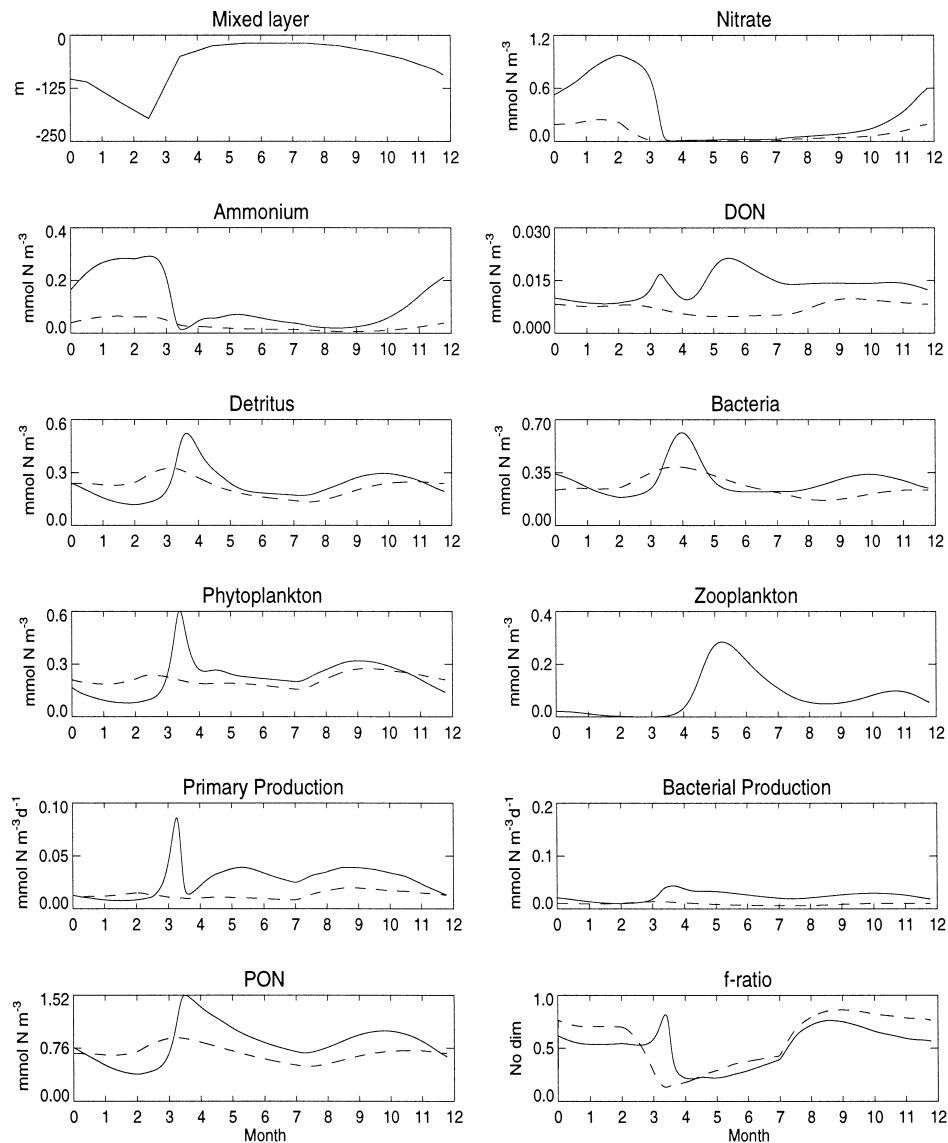 Mixed layer
m
0
-125
-250
0 1 2 3 4 5 6 7 8 9 10 11 12
Nitrate
mmol N m-3
1.2
0.6
0.0
0 1 2 3 4 5 6 7 8 9 10 11 12
Ammonium
mmol N m-3
0.4
0.2
0.0
0 1 2 3 4 5 6 7 8 9 10 11 12
DON
mmol N m-3
0.030
0.015
0.000
0 1 2 3 4 5 6 7 8 9 10 11 12
Detritus
mmol N m-3
0.6
0.3
0.0
0 1 2 3 4 5 6 7 8 9 10 11 12
Bacteria
mmol N m-3
0.70
0.35
0.00
0 1 2 3 4 5 6 7 8 9 10 11 12
Phytoplankton
mmol N m-3
0.6
0.3
0.0
0 1 2 3 4 5 6 7 8 9 10 11 12
Zooplankton
mmol N m-3
0.4
0.2
0.0
0 1 2 3 4 5 6 7 8 9 10 11 12
Primary Production
mmol N m-3d-1
0.10
0.05
0.00
0 1 2 3 4 5 6 7 8 9 10 11 12
Bacterial Production
mmol N m-3d-1
0.2
0.1
0.0
0 1 2 3 4 5 6 7 8 9 10 11 12
PON
mmol N m-3
1.52
0.76
0.00
0 1 2 3 4 5 6 7 8 9 10 11 12
Month
f-ratio
No dim
1.0
0.5
0.0
0 1 2 3 4 5 6 7 8 9 10 11 12
Month